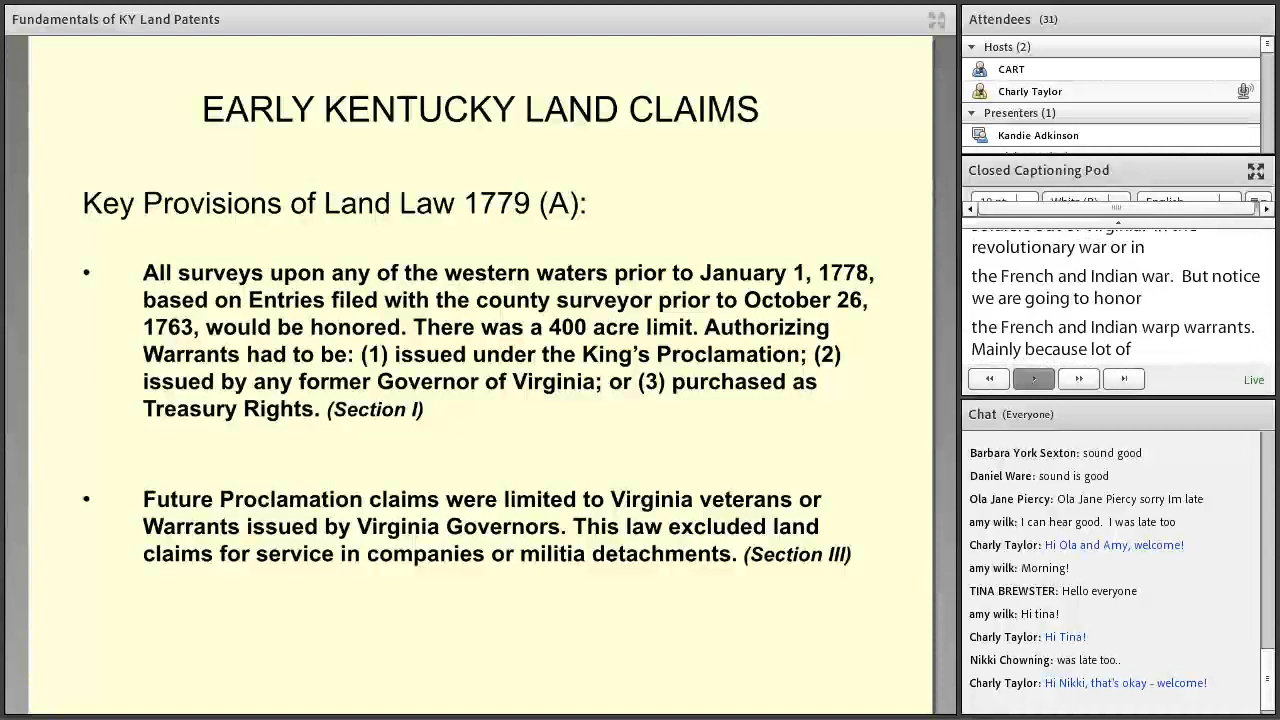 Fundamentals of KY Land Patents
EARLY KENTUCKY LAND CLAIMS
Key Provisions of Land Law 1779 (A):
• All surveys upon any of the western waters prior to January 1, 1778,
based on Entries filed with the county surveyor prior to October 26,
1763, would be honored. There was a 400 acre limit. Authorizing
Warrants had to be: (1) issued under the King's Proclamation; (2)
issued by any former Governor of Virginia; or (3) purchased as
Treasury Rights. (Section I)
• Future Proclamation claims were limited to Virginia veterans or
Warrants issued by Virginia Governors. This law excluded land
claims for service in companies or militia detachments. (Section III)
Attendees (31)
Hosts (2)
CART
Charly Taylor
Presenters (1)
Kandie Adkinson
Closed Captioning Pod
English
revolutionary war or in
the French and Indian war. But notice
we are going to honor
the French and Indian warp warrants.
Mainly because lot of
Live
Chat (Everyone)
Barbara York Sexton: sound good
Daniel Ware: sound is good
Ola Jane Piercy: Ola Jane Piercy sorry Im late
amy wilk: I can hear good. I was late too
Charly Taylor: Hi Ola and Amy, welcome!
amy wilk: Morning!
TINA BREWSTER: Hello everyone
amy wilk: Hi tina!
Charly Taylor: Hi Tina!
Nikki Chowning: was late too..
Charly Taylor: Hi Nikki, that's okay - welcome!